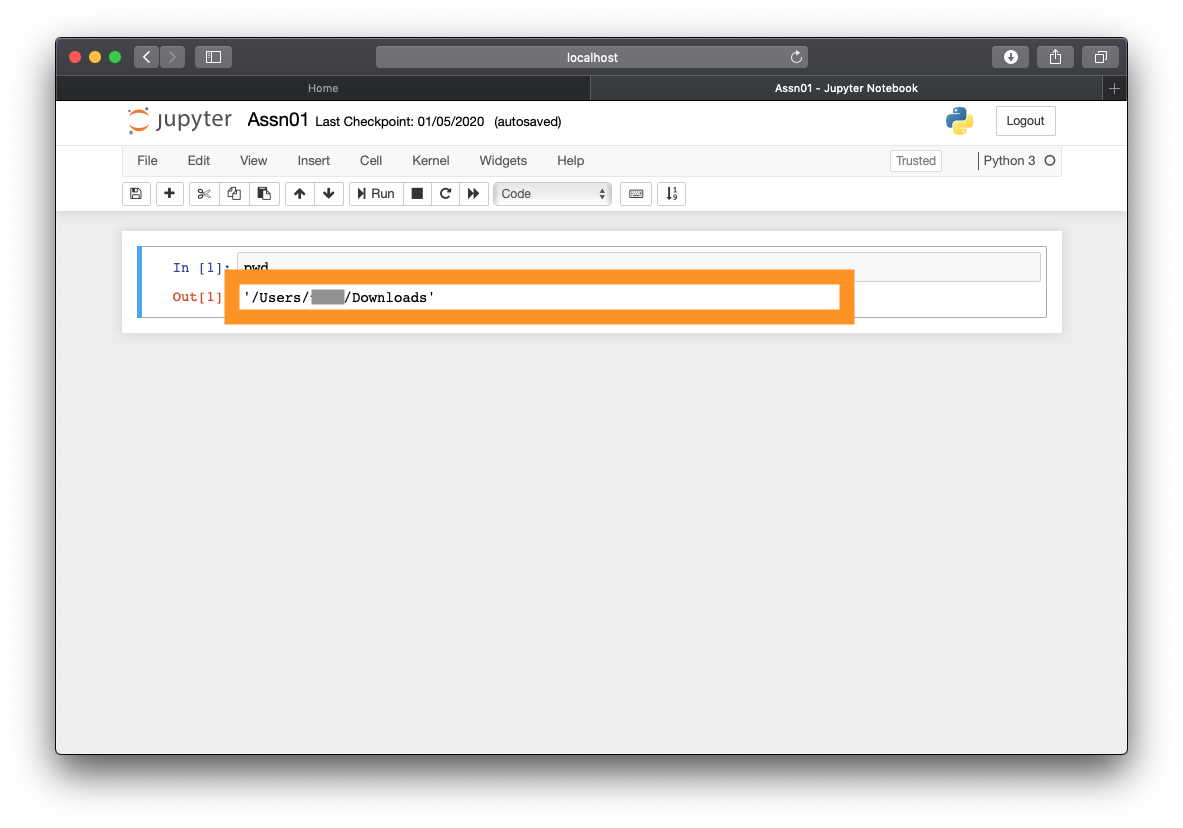 localhost
Home
Assn01 - Jupyter Notebook
jupyter Assn01 Last Checkpoint: 01/05/2020 (autosaved)
Logout
File Edit View Insert Cell Kernel Widgets Help
Trusted
Python 3
Run
Code
In [1]: pwd
Out[1] '/Users/ /Downloads'